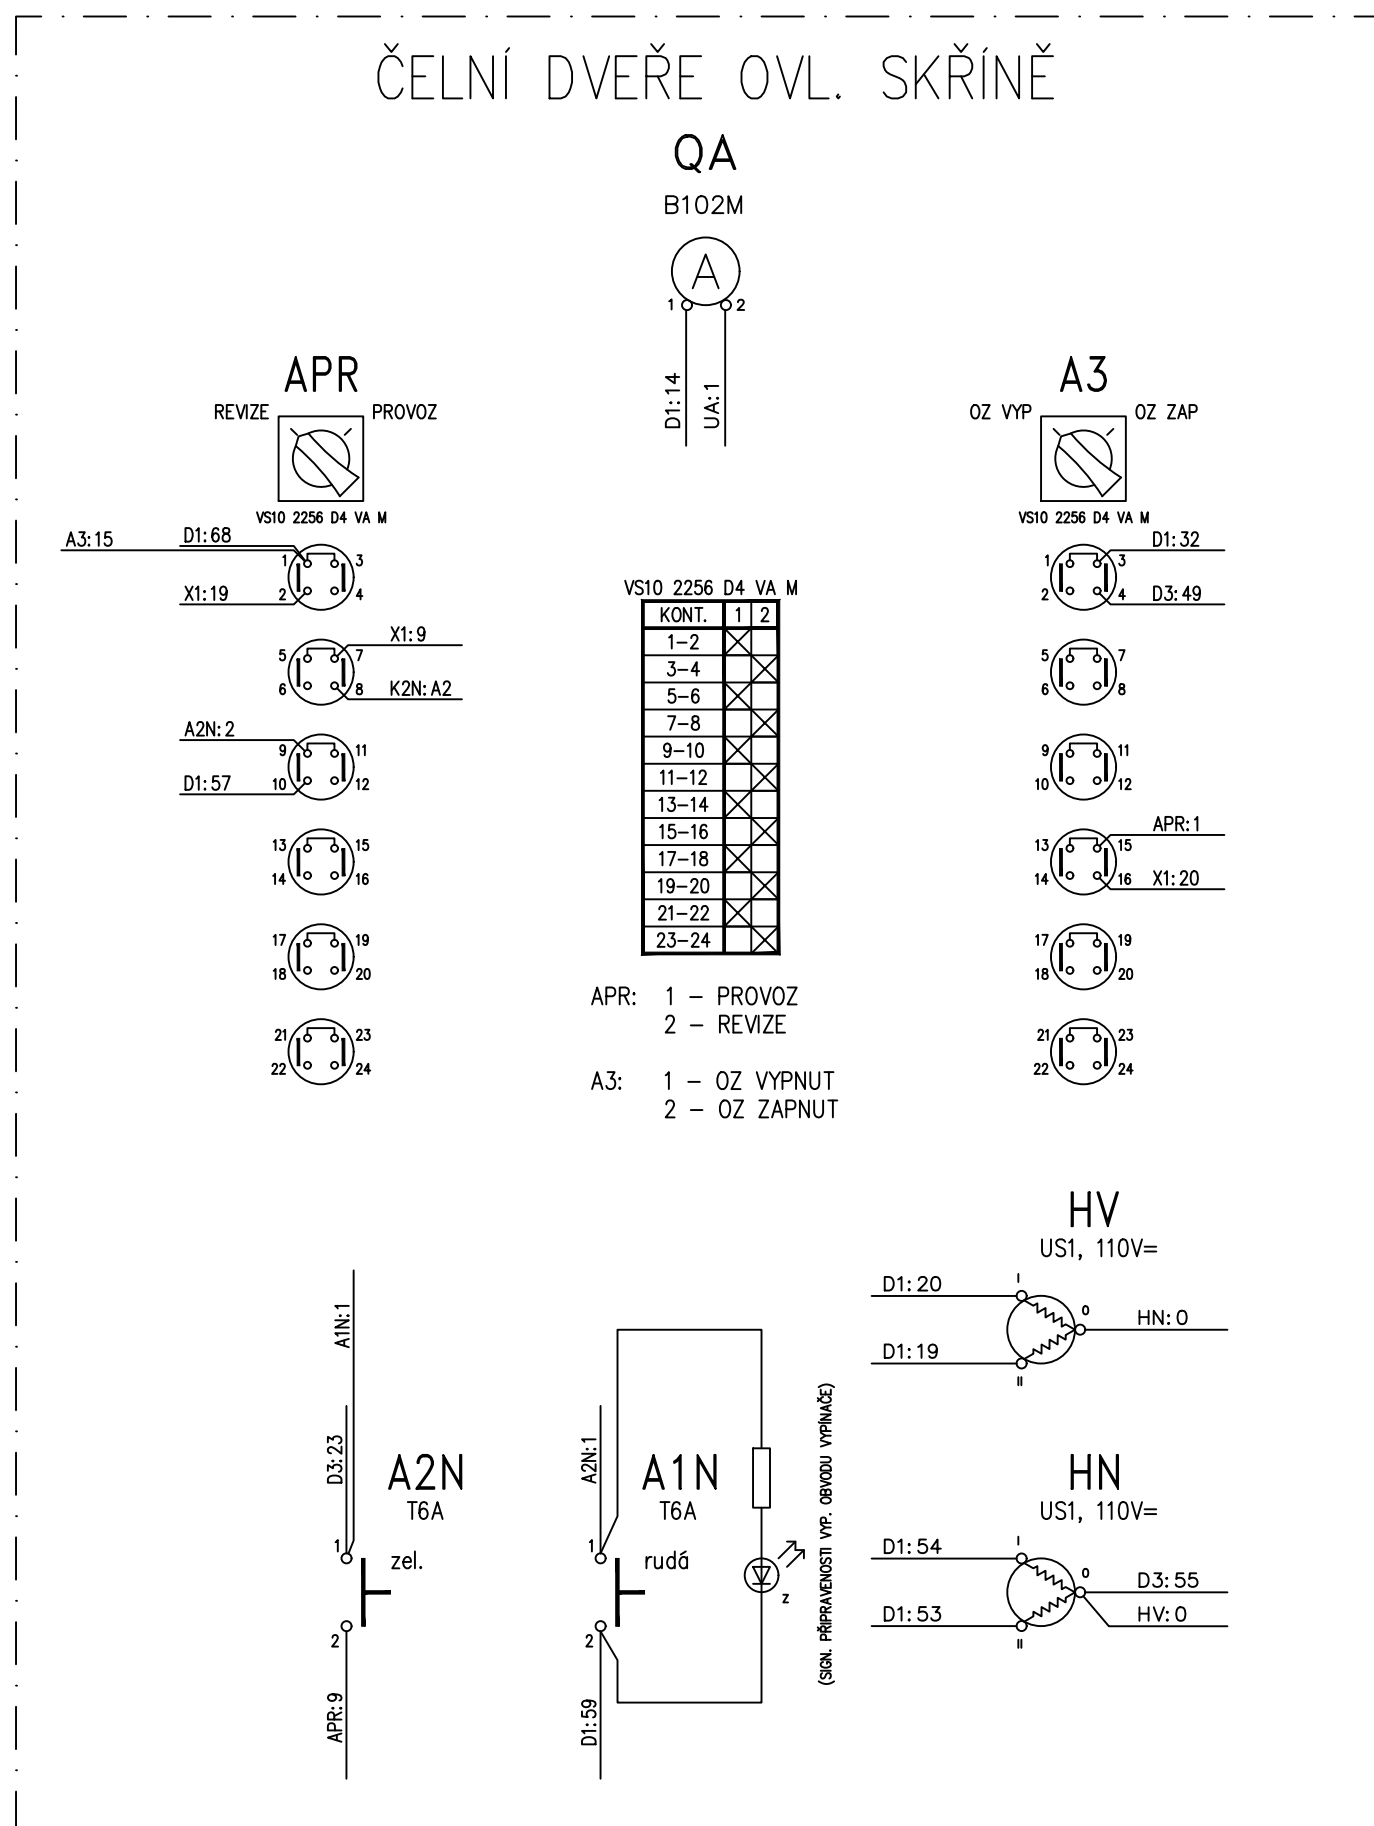 ČELNÍ DVEŘE OVL. SKŘÍNĚ
QA
B102M
A
1 2
D1:14
UA:1
APR
REVIZE PROVOZ
VS10 2256 D4 VA M
A3:15
D1:68
X1:19
1 3
2 4
X1:9
K2N:A2
5 7
6 8
A2N:2
D1:57
9 11
10 12
13 15
14 16
17 19
18 20
21 23
22 24
VS10 2256 D4 VA M
KONT. 1 2
1-2
3-4
5-6
7-8
9-10
11-12
13-14
15-16
17-18
19-20
21-22
23-24
APR: 1 - PROVOZ
2 - REVIZE
A3: 1 - OZ VYPNUT
2 - OZ ZAPNUT
A3
OZ VYP OZ ZAP
VS10 2256 D4 VA M
D1:32
D3:49
1 3
2 4
5 7
6 8
9 11
10 12
APR:1
X1:20
13 15
14 16
17 19
18 20
21 23
22 24
A1N:1
D3:23
A2N
T6A
1
zel.
2
APR:9
A2N:1
A1N
T6A
1
rudá
2
D1:59
z
(SIGN. PŘIPRAVENOSTI VYP. OBVODU VYPÍNAČE)
HV
US1, 110V=
D1:20
I
0
HN:0
D1:19
II
HN
US1, 110V=
D1:54
I
0
D3:55
D1:53
HV:0
II